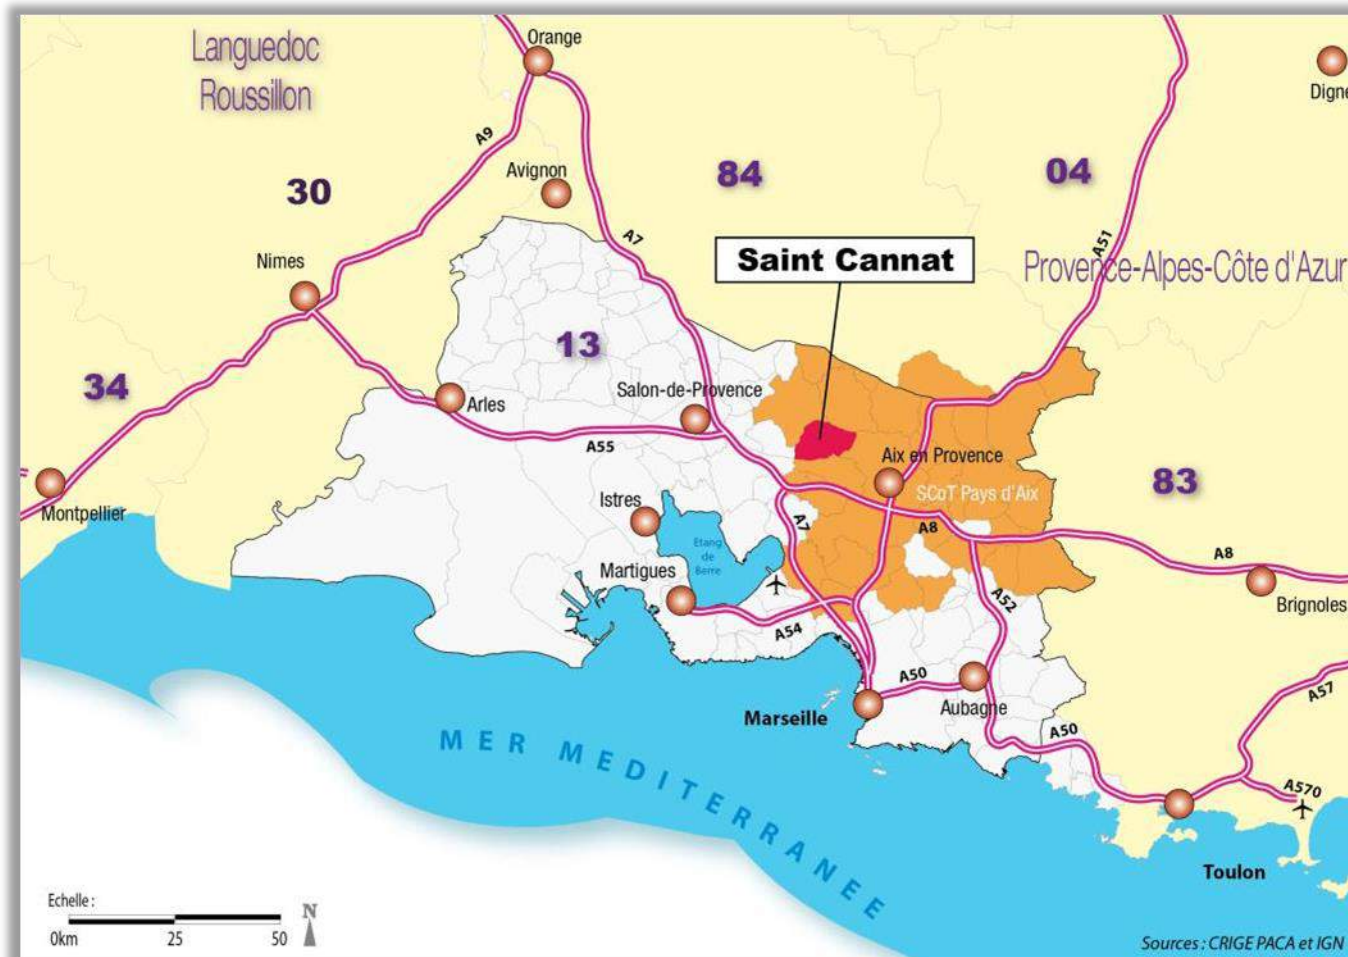 Languedoc
Roussillon
Orange
Digne
A9
Avignon
84
04
30
A7
A51
Nimes
Saint Cannat
Provence-Alpes-Côte d'Azur
13
34
Salon-de-Provence
Arles
A55
Aix en Provence
Montpellier
Istres
SCoT Pays d'Aix
83
A7
A8
Etang
de
Berre
A8
Martigues
A52
Brignoles
A54
A50
Marseille
Aubagne
A57
A50
MER MEDITERRANEE
A570
Toulon
Echelle :
N
0km 25 50
Sources : CRIGE PACA et IGN